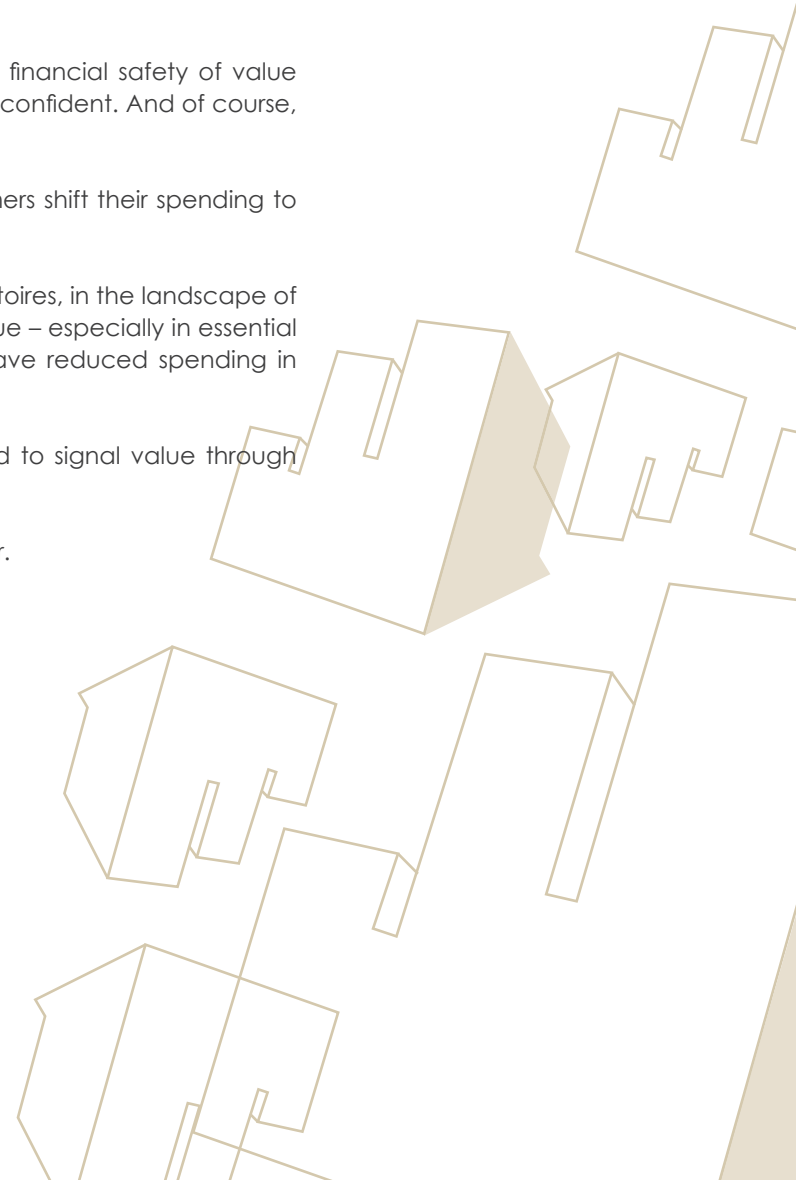 financial safety of value
confident. And of course,
ners shift their spending to
toires, in the landscape of
ue – especially in essential
ave reduced spending in
d to signal value through
r.